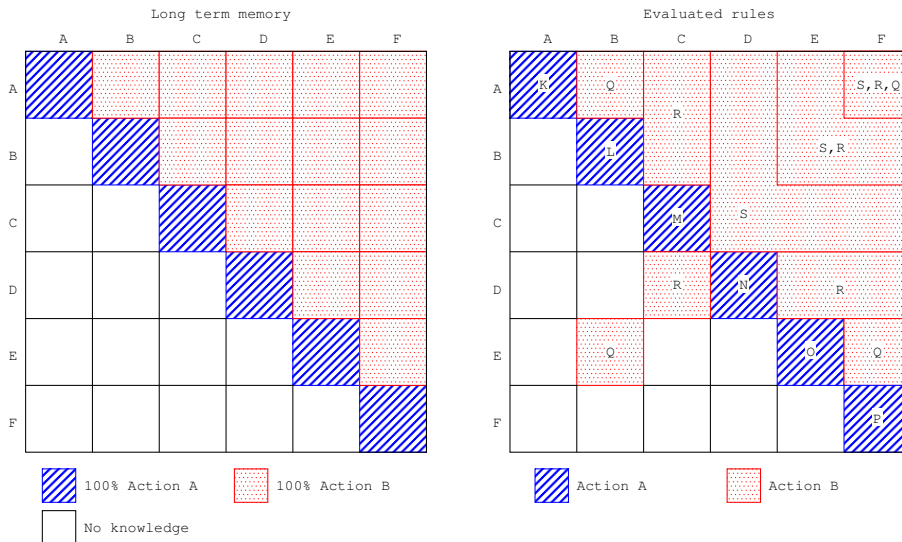 Long term memory
A B C D E F
A
B
C
D
E
F
100% Action A
100% Action B
No knowledge
Evaluated rules
A B C D E F
A K Q S,R,Q
R
B L S,R
C M S
D R N R
E Q O Q
F P
Action A
Action B